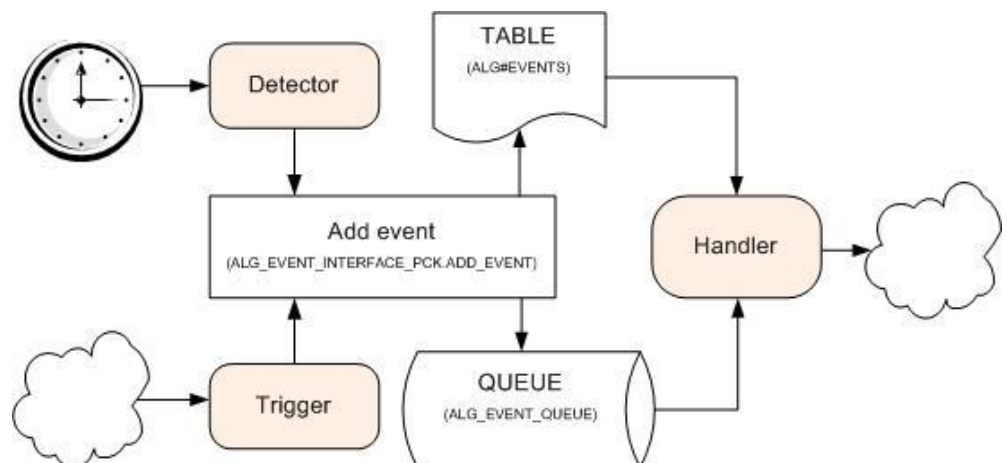 TABLE
(ALG#EVENTS)
Detector
Add event
(ALG_EVENT_INTERFACE_PCK.ADD_EVENT)
Handler
Trigger
QUEUE
(ALG_EVENT_QUEUE)